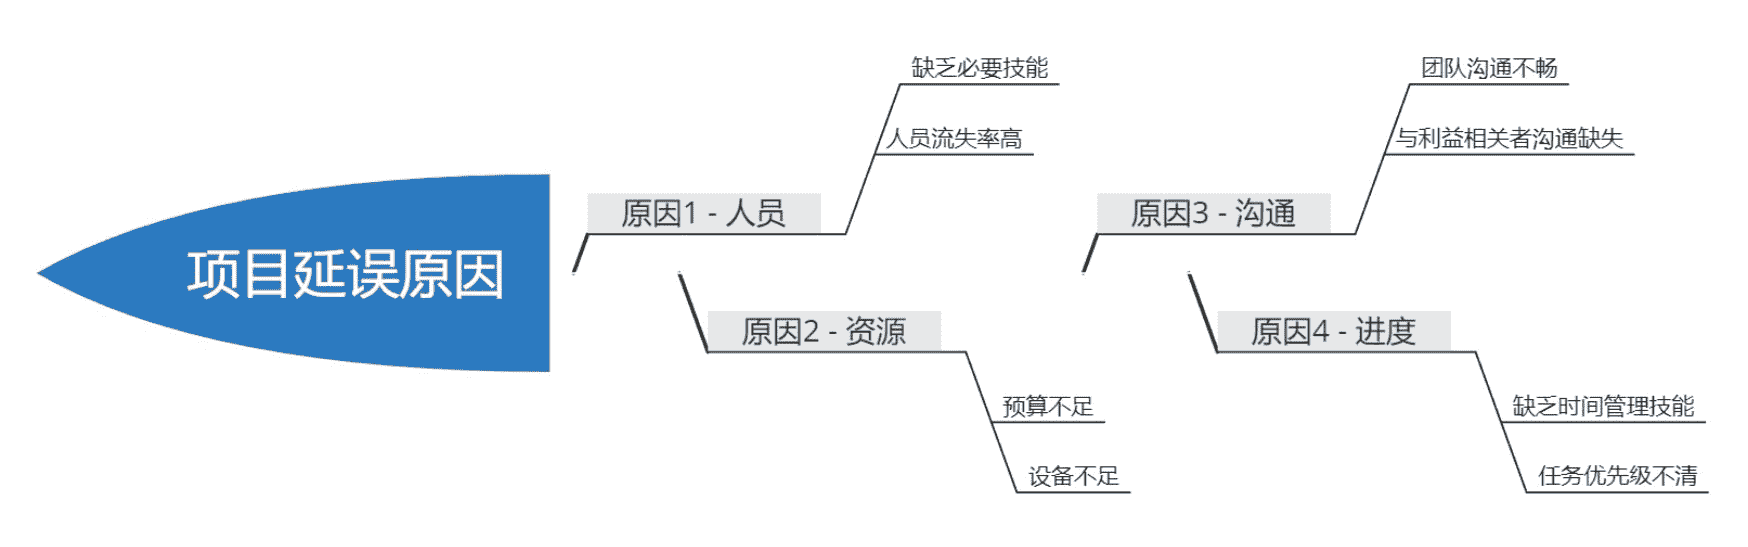 项目延误原因
原因1 - 人员
缺乏必要技能
人员流失率高
原因2 - 资源
预算不足
设备不足
原因3 - 沟通
团队沟通不畅
与利益相关者沟通缺失
原因4 - 进度
缺乏时间管理技能
任务优先级不清